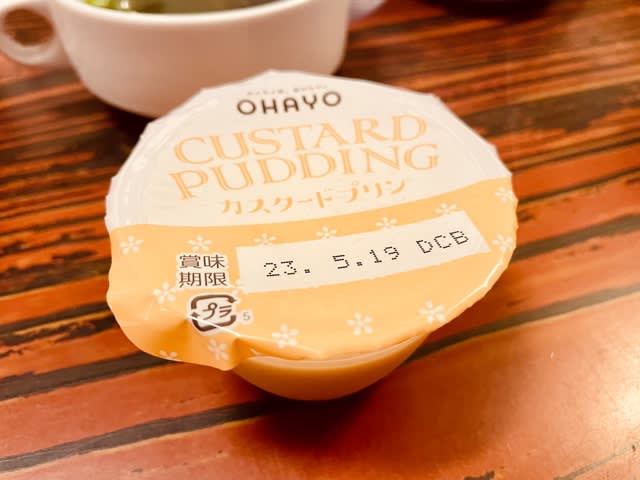 OHAYO
CUSTARD
PUDDING
カスタードプリン
賞味
期限
23. 5.19 DCB
プラ
5